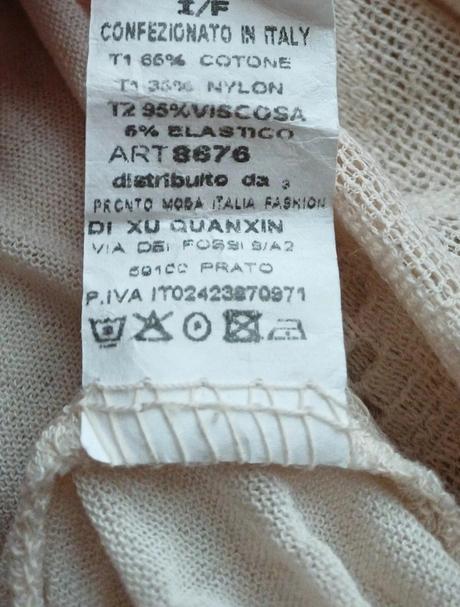 I/F
CONFEZIONATO IN ITALY
T1 65% COTONE
T1 35% NYLON
T2 95%VISCOSA
5% ELASTICO
ART 8676
distribuito da :
PRONTO MODA ITALIA FASHION
DI XU QUANXIN
VIA DEI FOSSI 9/A2
59100 PRATO
P.IVA IT02423870971